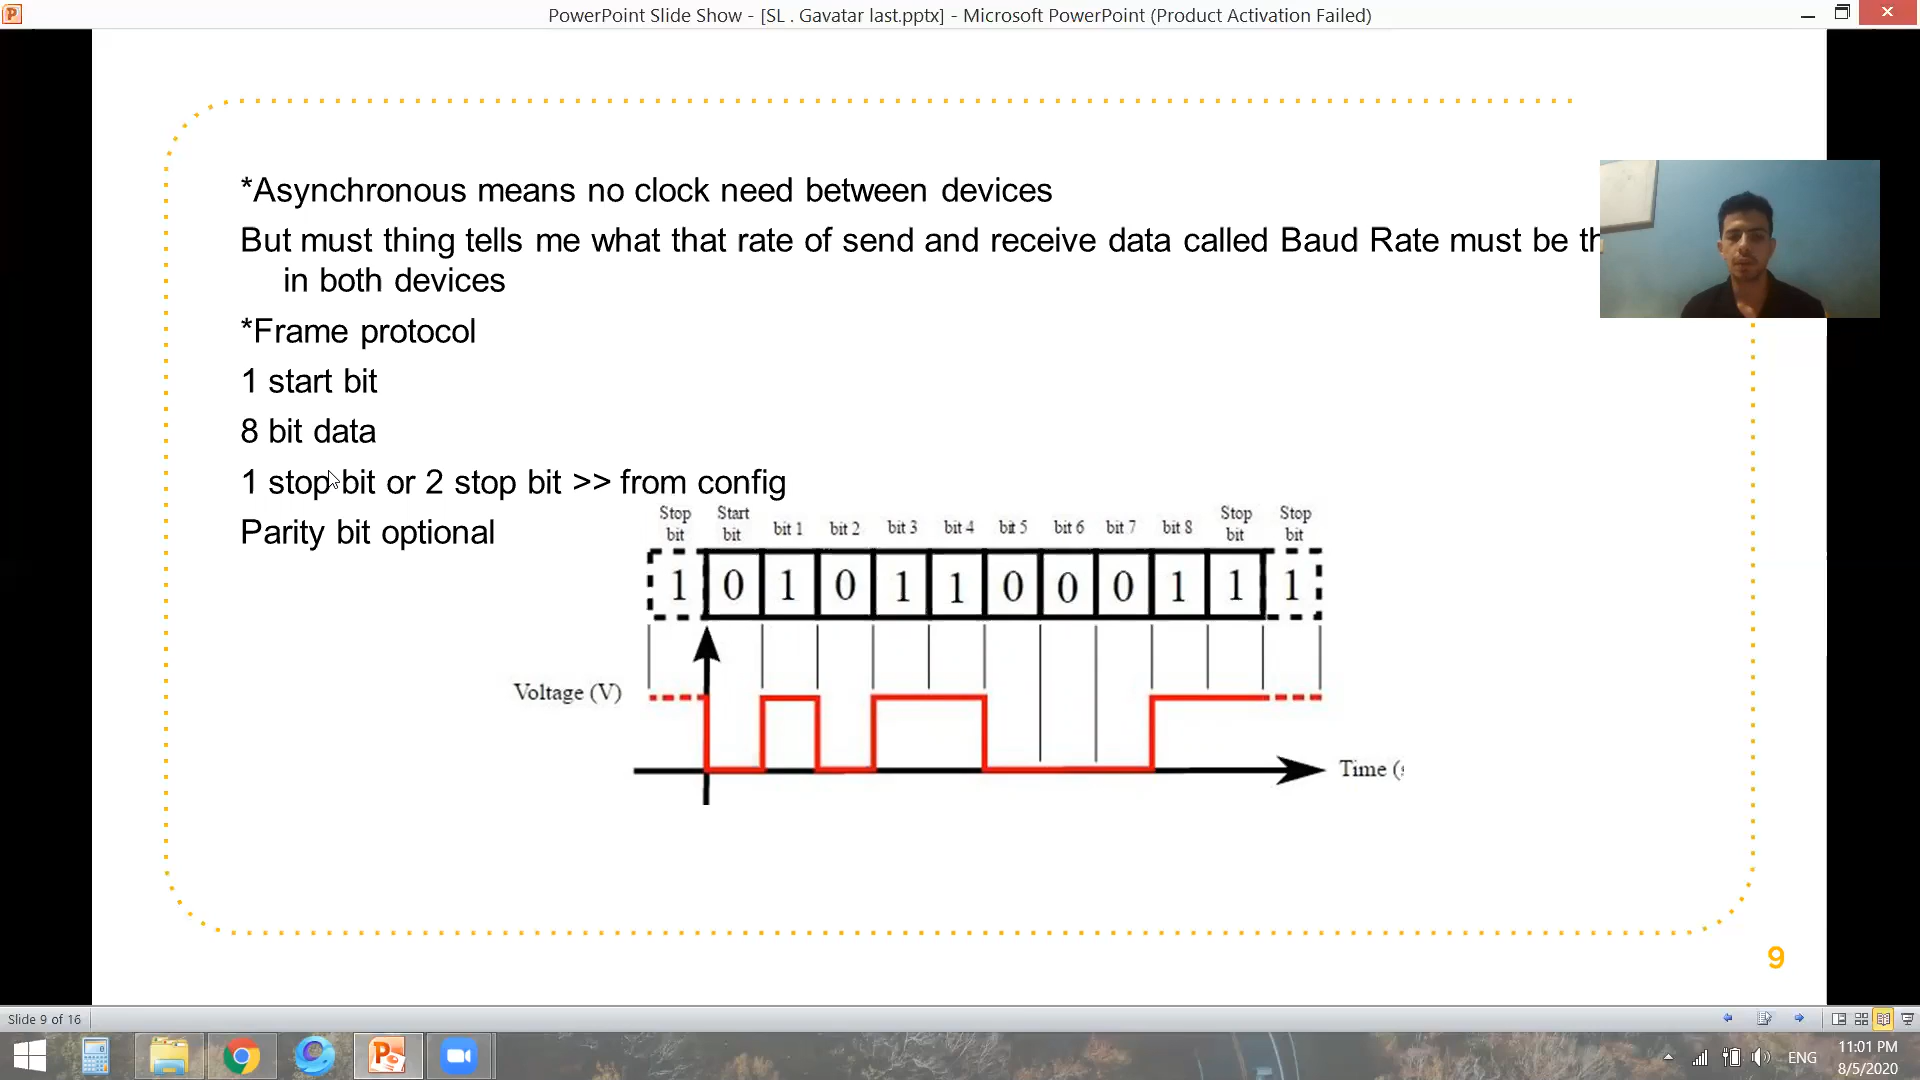 PowerPoint Slide Show - [SL . Gavatar last.pptx] - Microsoft PowerPoint (Product Activation Failed)
*Asynchronous means no clock need between devices
But must thing tells me what that rate of send and receive data called Baud Rate must be th
in both devices
*Frame protocol
1 start bit
8 bit data
1 stop bit or 2 stop bit >> from config
Parity bit optional
Stop bit Start bit bit 1 bit 2 bit 3 bit 4 bit 5 bit 6 bit 7 bit 8 Stop bit Stop bit
1 0 1 0 1 1 0 0 0 1 1 1
Voltage (V)
Time (
9
Slide 9 of 16
ENG
11:01 PM
8/5/2020